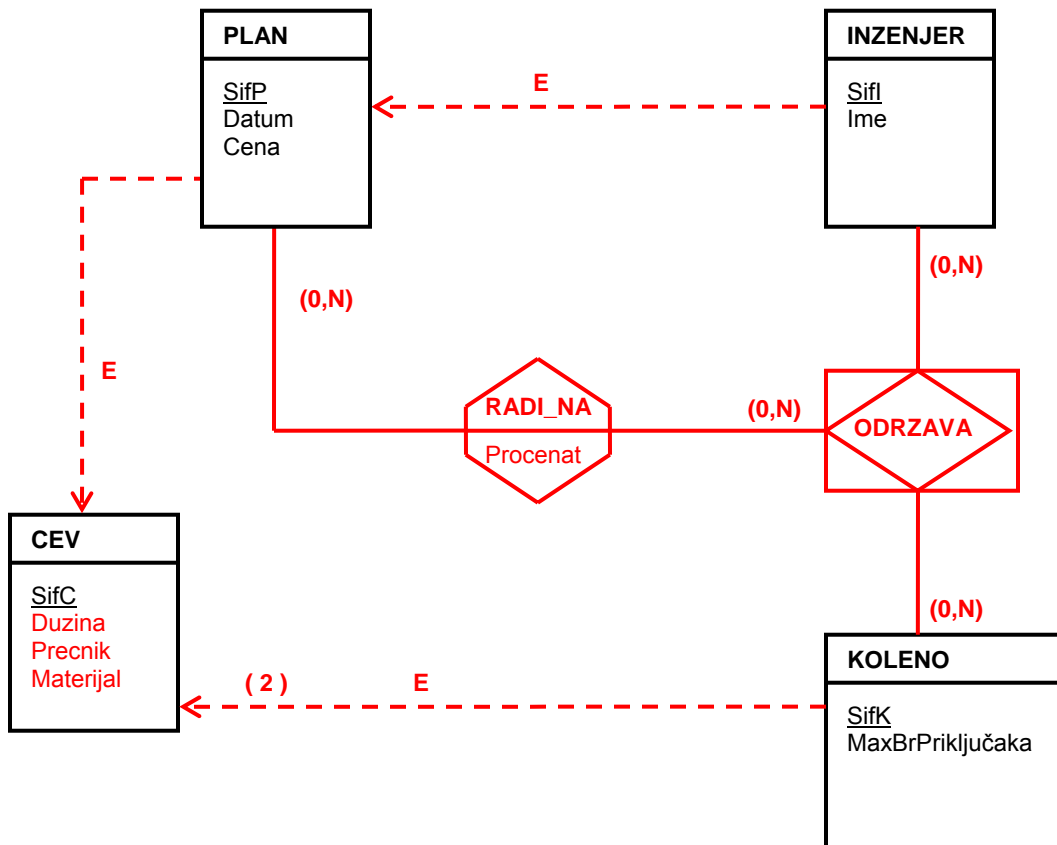 PLAN
SifP
Datum
Cena
E
INZENJER
SifI
Ime
(0,N)
(0,N)
E
RADI_NA
Procenat
(0,N)
ODRZAVA
CEV
SifC
Duzina
Precnik
Materijal
(0,N)
( 2 )
E
KOLENO
SifK
MaxBrPriključaka